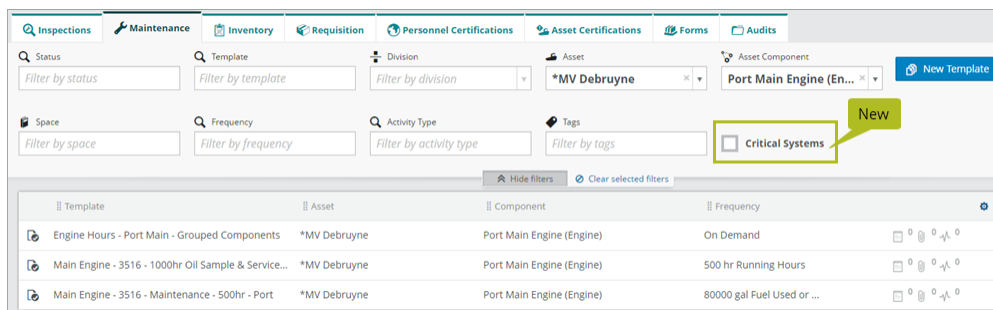 Inspections Maintenance Inventory Requisition Personnel Certifications Asset Certifications Forms Audits
Status Template Division Asset Asset Component
Filter by status Filter by template Filter by division *MV Debruyne × Port Main Engine (En... × New Template
New
Space Frequency Activity Type Tags
Filter by space Filter by frequency Filter by activity type Filter by tags Critical Systems
Hide filters Clear selected filters
Template Asset Component Frequency
Engine Hours - Port Main - Grouped Components *MV Debruyne Port Main Engine (Engine) On Demand 0 0 0
Main Engine - 3516 - 1000hr Oil Sample & Service... *MV Debruyne Port Main Engine (Engine) 500 hr Running Hours 0 0 0
Main Engine - 3516 - Maintenance - 500hr - Port *MV Debruyne Port Main Engine (Engine) 80000 gal Fuel Used or ... 0 0 0